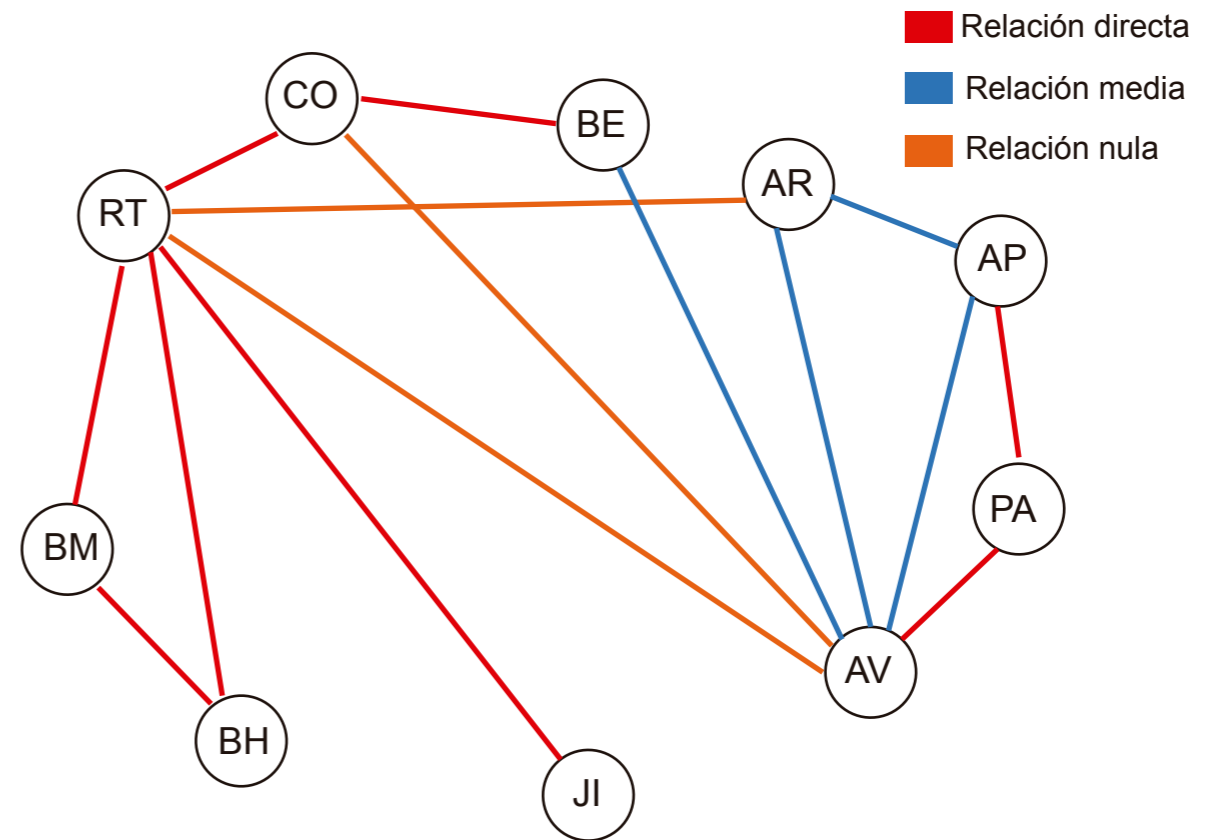 Relación directa
Relación media
Relación nula
CO
BE
AR
RT
AP
PA
BM
AV
BH
JI